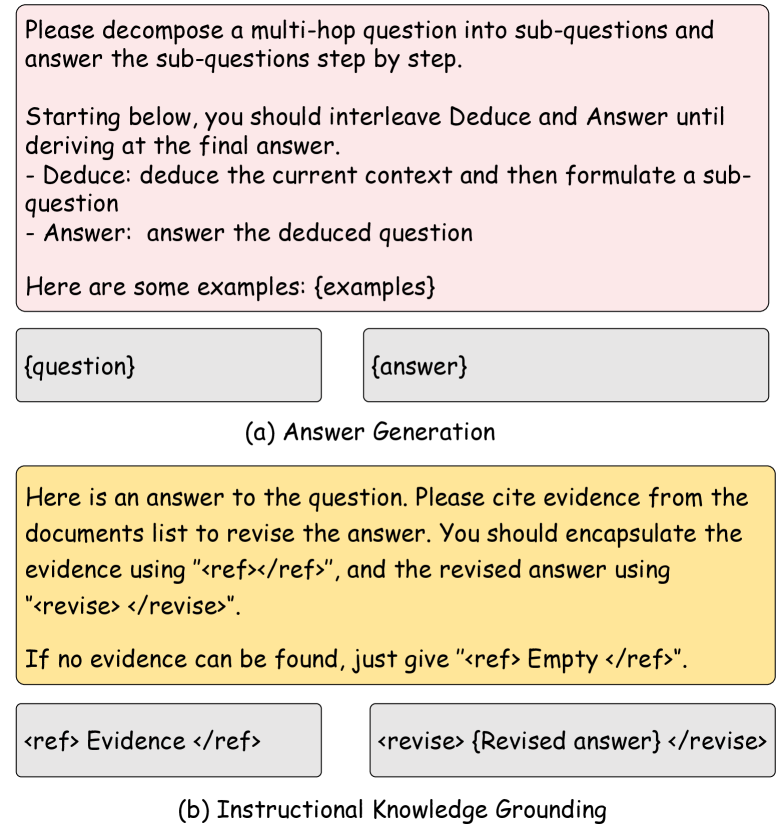 Please decompose a multi-hop question into sub-questions and
answer the sub-questions step by step.
Starting below, you should interleave Deduce and Answer until
deriving at the final answer.
- Deduce: deduce the current context and then formulate a sub-
question
- Answer:  answer the deduced question
Here are some examples: {examples}
{question}
{answer}
(a) Answer Generation
Here is an answer to the question. Please cite evidence from the
documents list to revise the answer. You should encapsulate the
evidence using "<ref></ref>", and the revised answer using
"<revise> </revise>".
If no evidence can be found, just give "<ref> Empty </ref>".
<ref> Evidence </ref>
<revise> {Revised answer} </revise>
(b) Instructional Knowledge Grounding